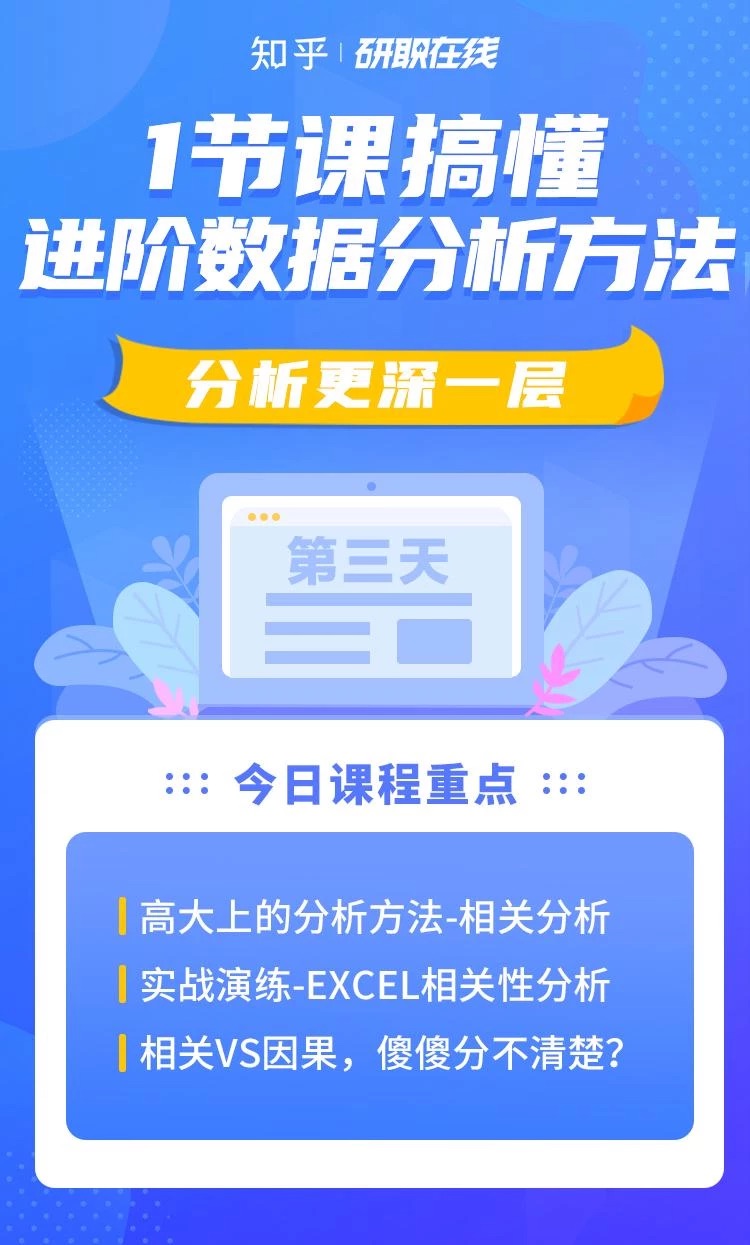 知乎 | 研职在线
1节课搞懂
进阶数据分析方法
分析更深一层
第三天
今日课程重点
高大上的分析方法-相关分析
实战演练-EXCEL相关性分析
相关VS因果，傻傻分不清楚？